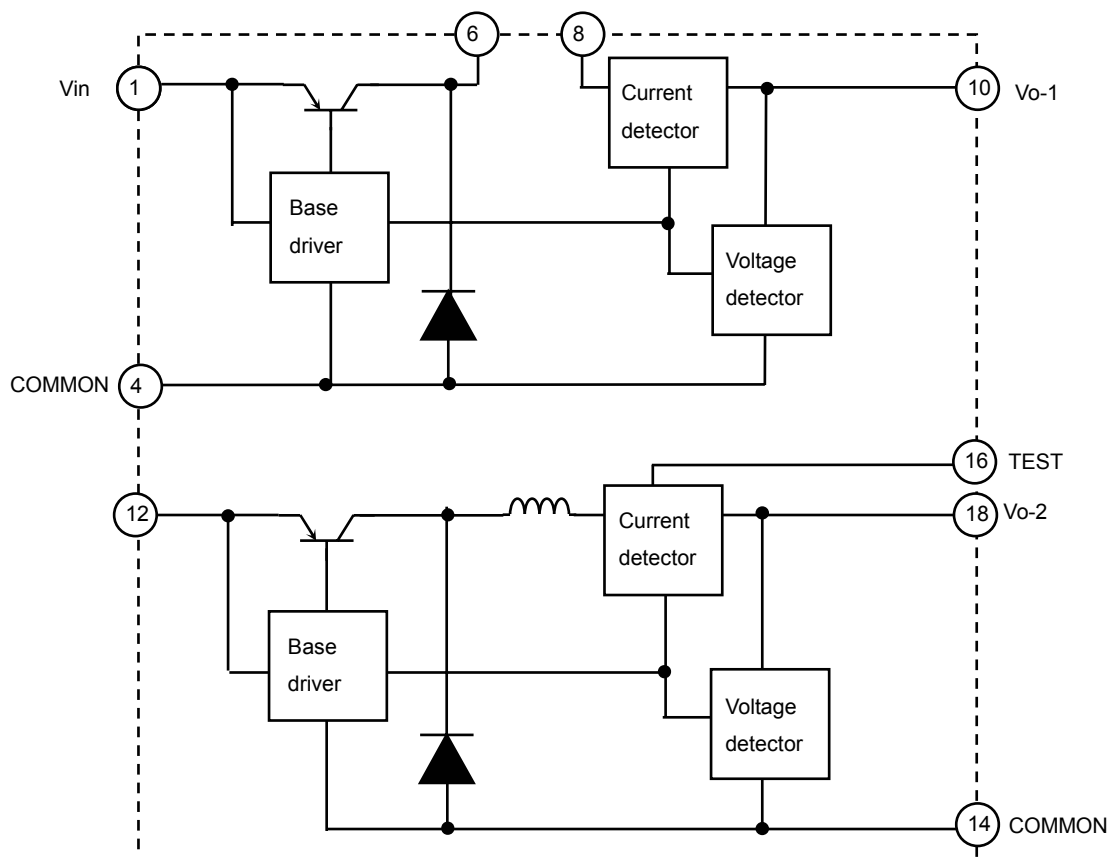 6
8
Vin
1
10
Vo-1
Current
detector
Base
driver
Voltage
detector
COMMON
4
16
TEST
12
18
Vo-2
Current
detector
Base
driver
Voltage
detector
14
COMMON